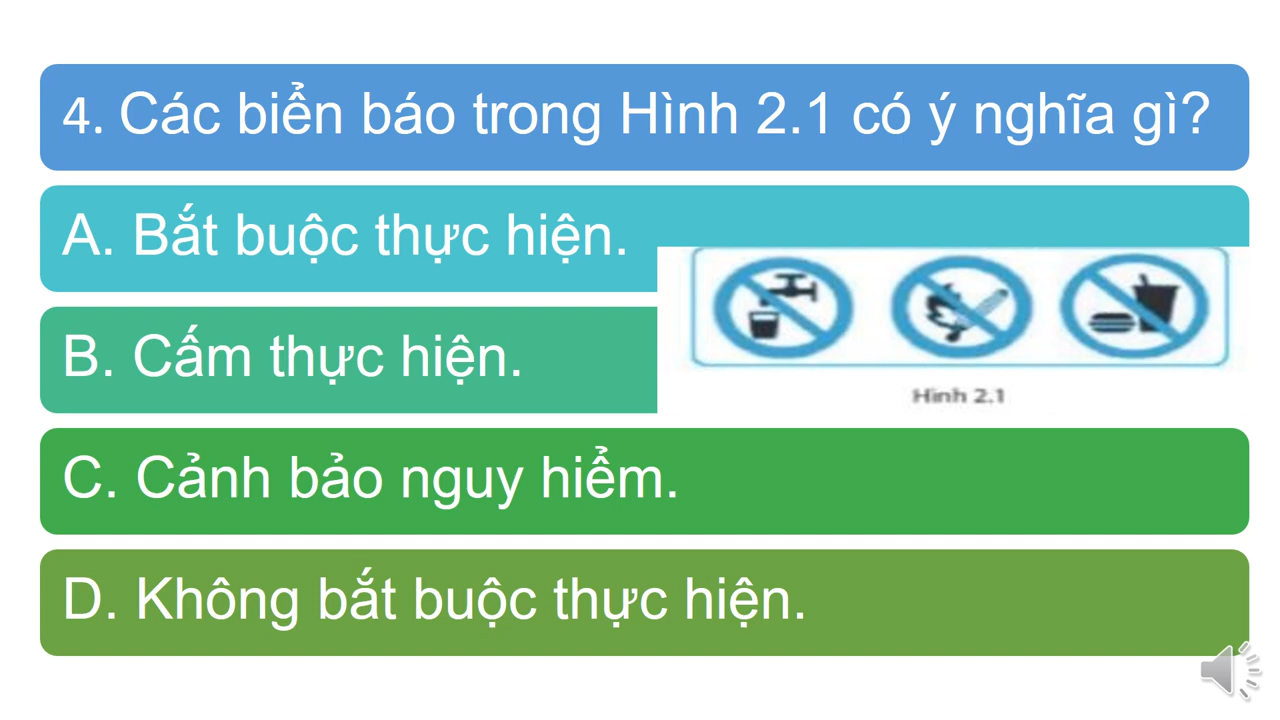 4. Các biển báo trong Hình 2.1 có ý nghĩa gì?
A. Bắt buộc thực hiện.
B. Cấm thực hiện.
Hình 2.1
C. Cảnh bảo nguy hiểm.
D. Không bắt buộc thực hiện.